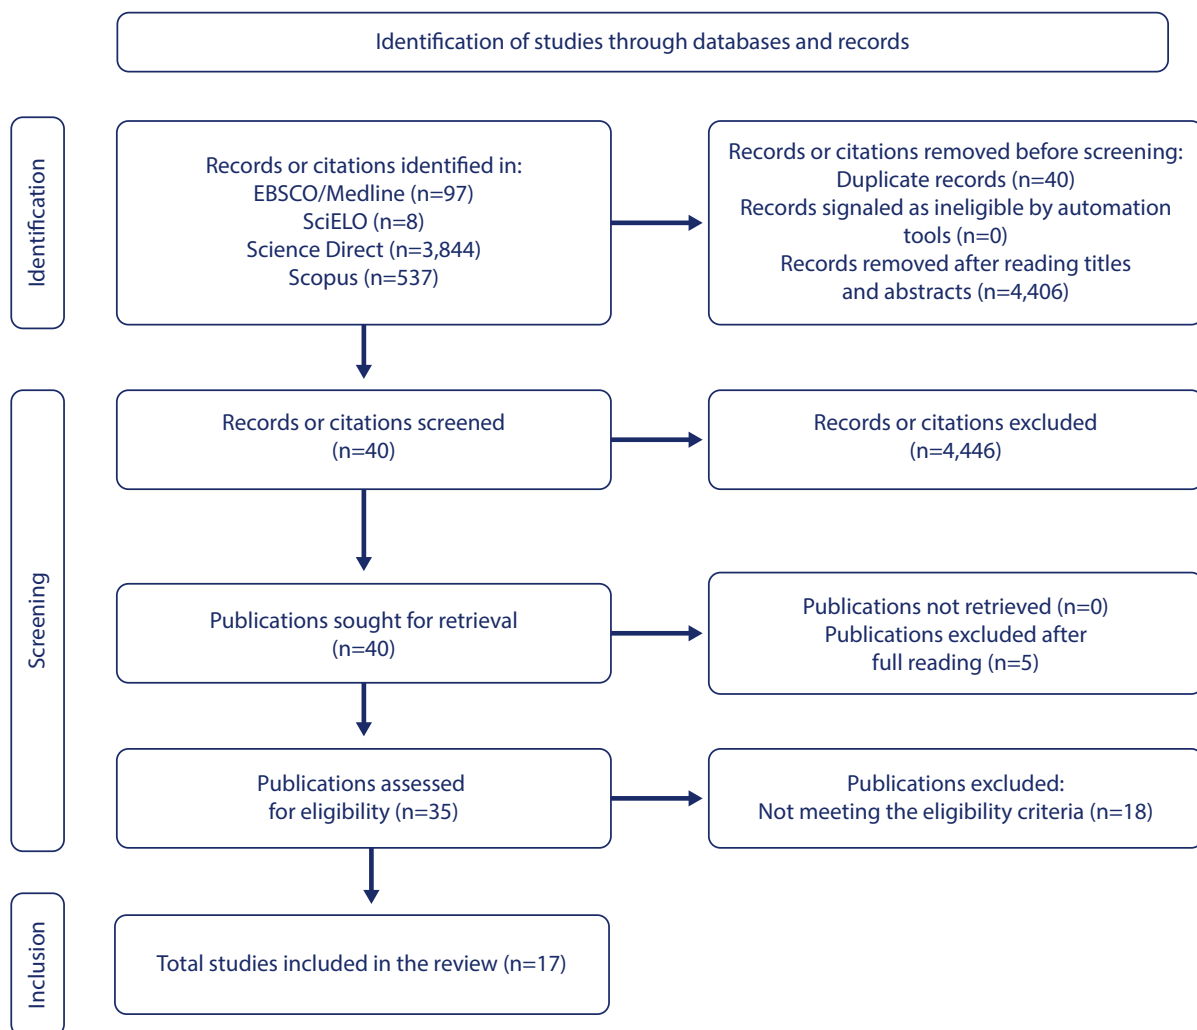 Identification of studies through databases and records
Identification
Records or citations identified in:
EBSCO/Medline (n=97)
SciELO (n=8)
Science Direct (n=3,844)
Scopus (n=537)
Records or citations removed before screening:
Duplicate records (n=40)
Records signaled as ineligible by automation
tools (n=0)
Records removed after reading titles
and abstracts (n=4,406)
Screening
Records or citations screened
(n=40)
Records or citations excluded
(n=4,446)
Publications sought for retrieval
(n=40)
Publications not retrieved (n=0)
Publications excluded after
full reading (n=5)
Publications assessed
for eligibility (n=35)
Publications excluded:
Not meeting the eligibility criteria (n=18)
Inclusion
Total studies included in the review (n=17)